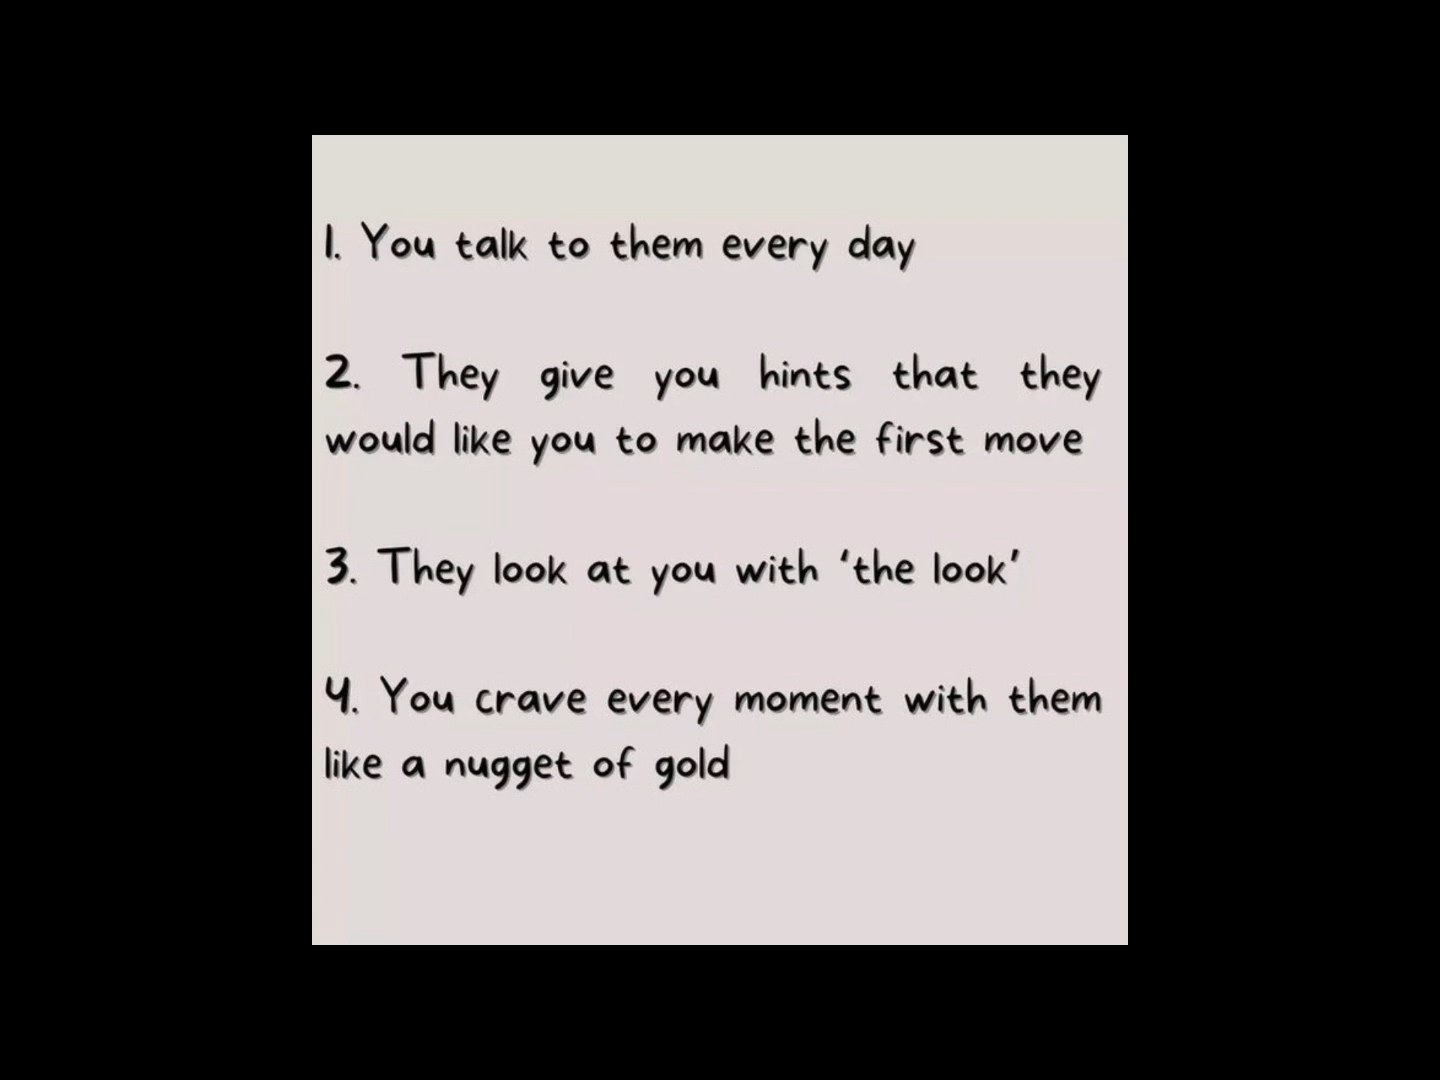 1. You talk to them every day
2. They give you hints that they
would like you to make the first move
3. They look at you with ‘the look’
4. You crave every moment with them
like a nugget of gold